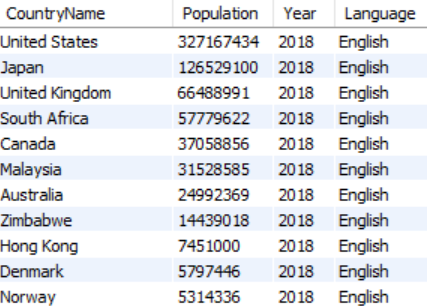 CountryName Population Year Language
United States 327167434 2018 English
Japan 126529100 2018 English
United Kingdom 66488991 2018 English
South Africa 57779622 2018 English
Canada 37058856 2018 English
Malaysia 31528585 2018 English
Australia 24992369 2018 English
Zimbabwe 14439018 2018 English
Hong Kong 7451000 2018 English
Denmark 5797446 2018 English
Norway 5314336 2018 English